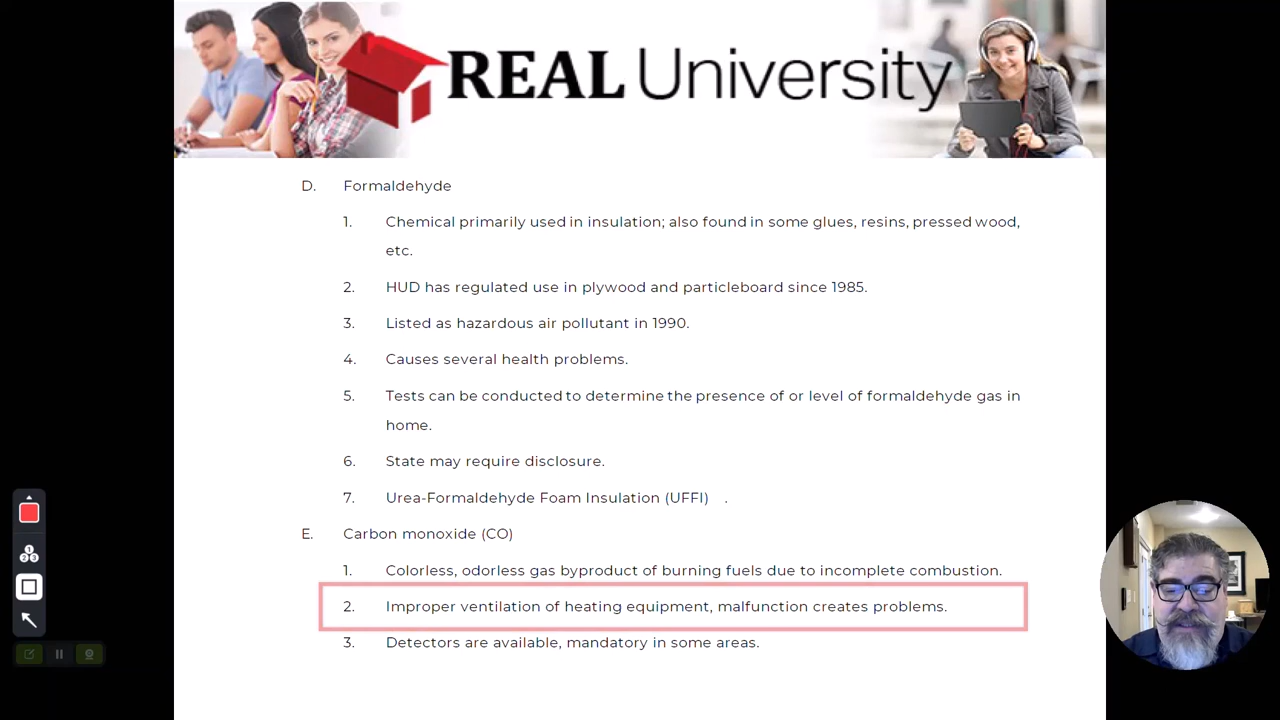 REAL University
D. Formaldehyde
1. Chemical primarily used in insulation; also found in some glues, resins, pressed wood,
etc.
2. HUD has regulated use in plywood and particleboard since 1985.
3. Listed as hazardous air pollutant in 1990.
4. Causes several health problems.
5. Tests can be conducted to determine the presence of or level of formaldehyde gas in
home.
6. State may require disclosure.
7. Urea-Formaldehyde Foam Insulation (UFFI) .
E. Carbon monoxide (CO)
1. Colorless, odorless gas byproduct of burning fuels due to incomplete combustion.
2. Improper ventilation of heating equipment, malfunction creates problems.
3. Detectors are available, mandatory in some areas.